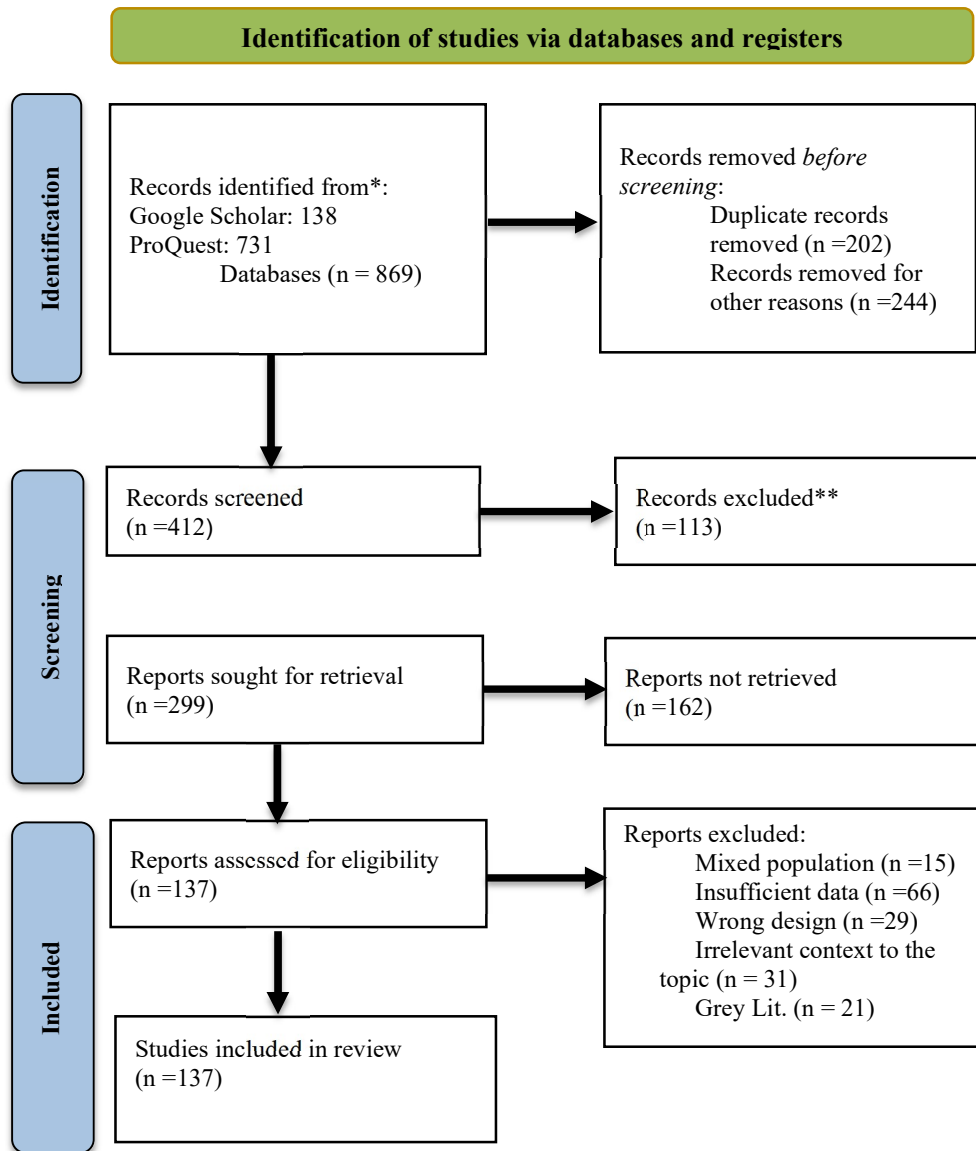 Identification of studies via databases and registers
Identification
Records identified from*:
Google Scholar: 138
ProQuest: 731
Databases (n = 869)
Records removed before
screening:
Duplicate records
removed (n =202)
Records removed for
other reasons (n =244)
Screening
Records screened
(n =412)
Records excluded**
(n =113)
Reports sought for retrieval
(n =299)
Reports not retrieved
(n =162)
Included
Reports assessed for eligibility
(n =137)
Reports excluded:
Mixed population (n =15)
Insufficient data (n =66)
Wrong design (n =29)
Irrelevant context to the
topic (n = 31)
Grey Lit. (n = 21)
Studies included in review
(n =137)